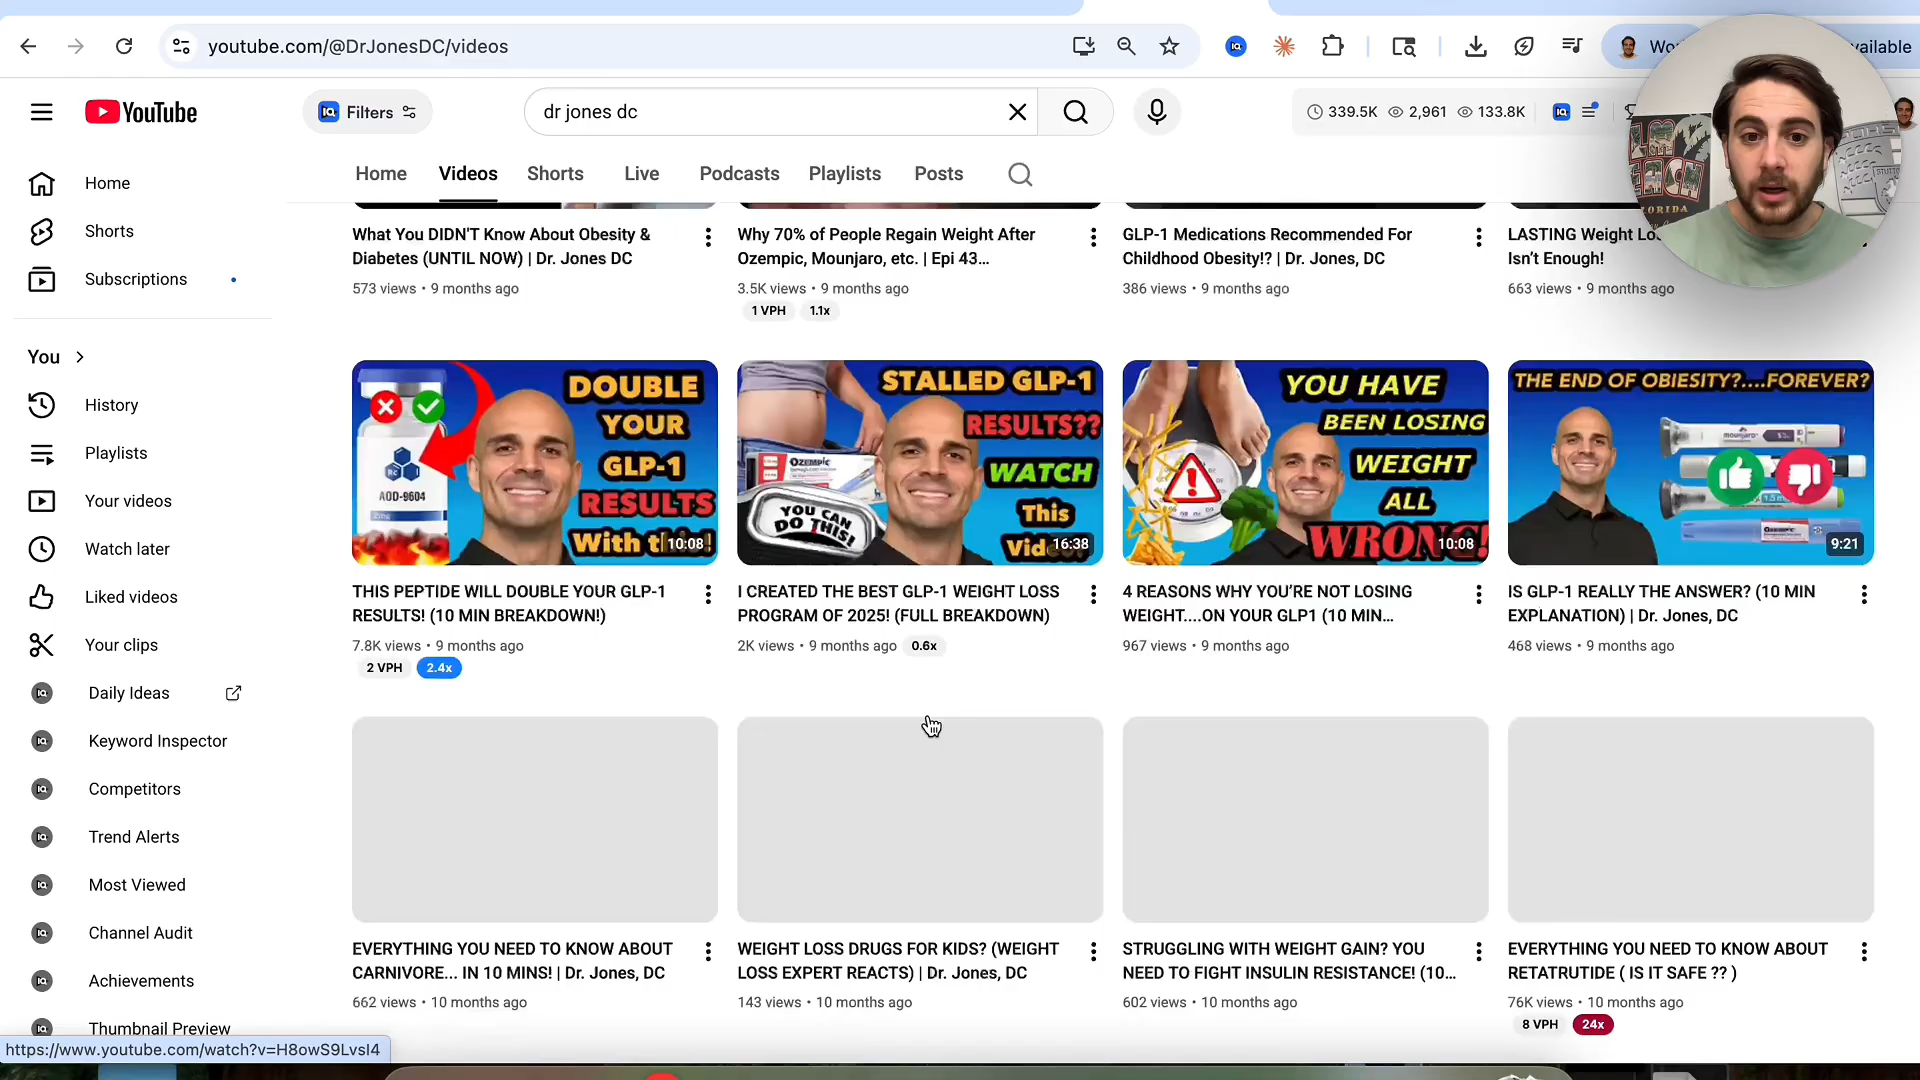 youtube.com/@DrJonesDC/videos
Wo
vailable
YouTube
Filters
dr jones dc
339.5K
2,961
133.8K
Home
Videos
Shorts
Live
Podcasts
Playlists
Posts
Home
Shorts
Subscriptions
You
History
Playlists
Your videos
Watch later
Liked videos
Your clips
Daily Ideas
Keyword Inspector
Competitors
Trend Alerts
Most Viewed
Channel Audit
Achievements
Thumbnail Preview
What You DIDN'T Know About Obesity &
Diabetes (UNTIL NOW) | Dr. Jones DC
573 views • 9 months ago
Why 70% of People Regain Weight After
Ozempic, Mounjaro, etc. | Epi 43...
3.5K views • 9 months ago
1 VPH
1.1x
GLP-1 Medications Recommended For
Childhood Obesity!? | Dr. Jones, DC
386 views • 9 months ago
LASTING Weight Lo
Isn't Enough!
663 views • 9 months ago
FLORIDA
DOUBLE
YOUR
GLP-1
RESULTS
With th
AOD-9604
10:08
THIS PEPTIDE WILL DOUBLE YOUR GLP-1
RESULTS! (10 MIN BREAKDOWN!)
7.8K views • 9 months ago
2 VPH
2.4x
STALLED GLP-1
RESULTS??
WATCH
This
Vid
OZEMPIC
YOU CAN
DO THIS!
16:38
I CREATED THE BEST GLP-1 WEIGHT LOSS
PROGRAM OF 2025! (FULL BREAKDOWN)
2K views • 9 months ago
0.6x
YOU HAVE
BEEN LOSING
WEIGHT
ALL
WRONG!
10:08
4 REASONS WHY YOU'RE NOT LOSING
WEIGHT....ON YOUR GLP1 (10 MIN...
967 views • 9 months ago
THE END OF OBIESITY?....FOREVER?
mounjaro
OZEMPIC
9:21
IS GLP-1 REALLY THE ANSWER? (10 MIN
EXPLANATION) | Dr. Jones, DC
468 views • 9 months ago
EVERYTHING YOU NEED TO KNOW ABOUT
CARNIVORE... IN 10 MINS! | Dr. Jones, DC
662 views • 10 months ago
WEIGHT LOSS DRUGS FOR KIDS? (WEIGHT
LOSS EXPERT REACTS) | Dr. Jones, DC
143 views • 10 months ago
STRUGGLING WITH WEIGHT GAIN? YOU
NEED TO FIGHT INSULIN RESISTANCE! (10...
602 views • 10 months ago
EVERYTHING YOU NEED TO KNOW ABOUT
RETATRUTIDE ( IS IT SAFE ?? )
76K views • 10 months ago
8 VPH
24x
https://www.youtube.com/watch?v=H8owS9LvsI4